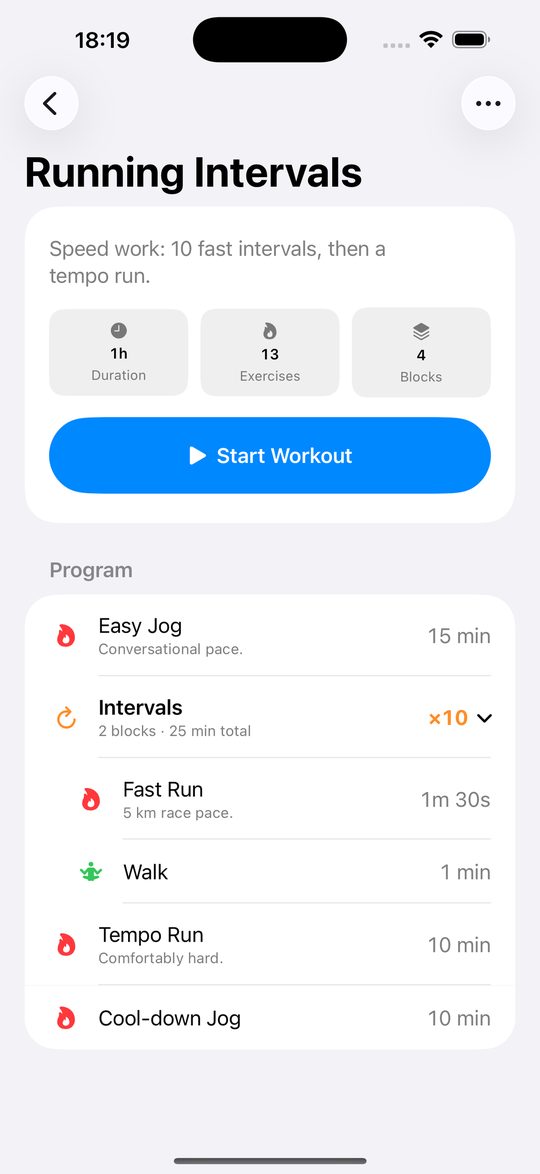 18:19
Running Intervals
Speed work: 10 fast intervals, then a
tempo run.
1h
Duration
13
Exercises
4
Blocks
Start Workout
Program
Easy Jog
Conversational pace.
15 min
Intervals
2 blocks · 25 min total
×10
Fast Run
5 km race pace.
1m 30s
Walk
1 min
Tempo Run
Comfortably hard.
10 min
Cool-down Jog
10 min